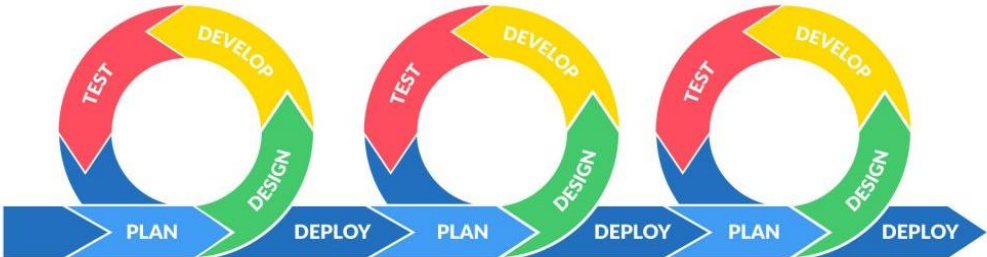 DEVELOP
DEVELOP
DEVELOP
TEST
TEST
TEST
DESIGN
DESIGN
DESIGN
PLAN
DEPLOY
PLAN
DEPLOY
PLAN
DEPLOY